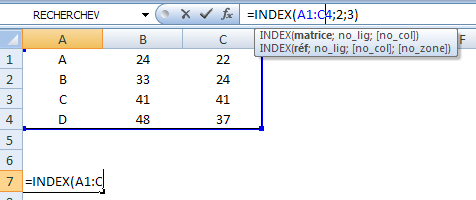 RECHERCHEV =INDEX(A1:C4;2;3)
INDEX(matrice; no_lig; [no_col])
INDEX(réf; no_lig; [no_col]; [no_zone])
A B C F
1 A 24 22
2 B 33 24
3 C 41 41
4 D 48 37
5
6
7 =INDEX(A1:C